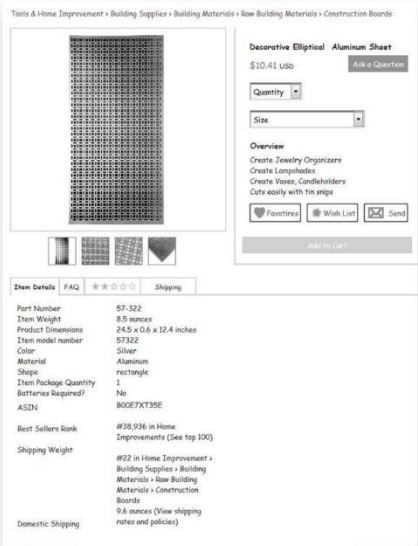 Tools & Home Improvement › Building Supplies › Building Materials › Raw Building Materials › Construction Boards
Decorative Elliptical Aluminum Sheet
$10.41 USD
Ask a Question
Quantity
Size
Overview
Create Jewelry Organizers
Create Lampshades
Create Vases, Candleholders
Cuts easily with tin snips
Favotires
Wish List
Send
Add to Cart
Item Details
FAQ
Shipping
Part Number 57-322
Item Weight 8.5 ounces
Product Dimensions 24.5 x 0.6 x 12.4 inches
Item model number 57322
Color Silver
Material Aluminum
Shape rectangle
Item Package Quantity 1
Batteries Required? No
ASIN B00E7XT35E
Best Sellers Rank #38,936 in Home
Improvements (See top 100)
Shipping Weight
#22 in Home Improvement ›
Building Supplies › Building
Materials › Raw Building
Materials › Construction
Boards
9.6 ounces (View shipping
Domestic Shipping rates and policies)